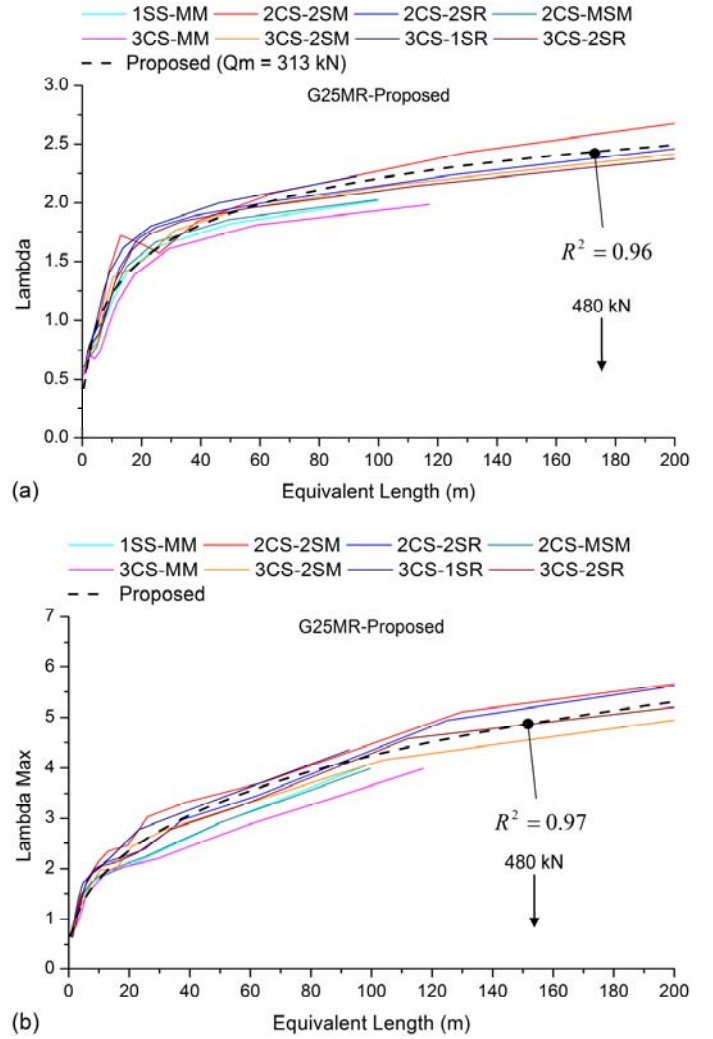 1SS-MM 2CS-2SM 2CS-2SR 2CS-MSM
3CS-MM 3CS-2SM 3CS-1SR 3CS-2SR
Proposed (Qm = 313 kN)
G25MR-Proposed
3.0
2.5
2.0
1.5
1.0
0.5
0.0
Lambda
R² = 0.96
480 kN
0 20 40 60 80 100 120 140 160 180 200
(a)
Equivalent Length (m)
1SS-MM 2CS-2SM 2CS-2SR 2CS-MSM
3CS-MM 3CS-2SM 3CS-1SR 3CS-2SR
Proposed
G25MR-Proposed
7
6
5
4
3
2
1
0
Lambda Max
R² = 0.97
480 kN
0 20 40 60 80 100 120 140 160 180 200
(b)
Equivalent Length (m)